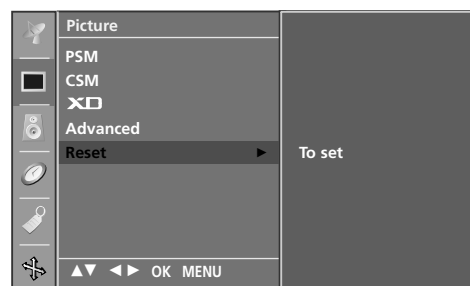 Picture
PSM
CSM
XD
Advanced
Reset ► To set
▲▼ ◄► OK MENU